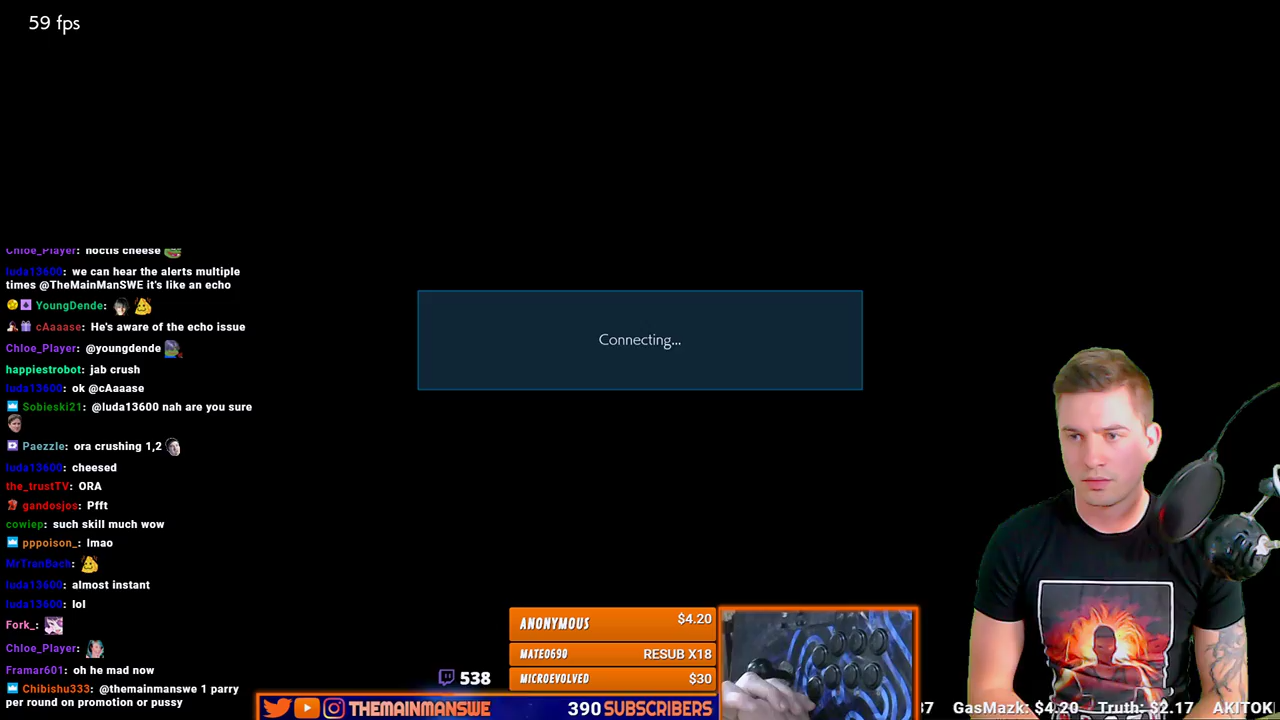 59 fps
Chloe_Player: noctis cheese
luda13600: we can hear the alerts multiple
times @TheMainManSWE it's like an echo
YoungDende:
cAaaase: He's aware of the echo issue
Chloe_Player: @youngdende
happiestrobot: jab crush
luda13600: ok @cAaaase
Sobieski21: @luda13600 nah are you sure
Paezzle: ora crushing 1,2
luda13600: cheesed
the_trustTV: ORA
gandosjos: Pfft
cowiep: such skill much wow
pppoison_: lmao
MrTranBach:
luda13600: almost instant
luda13600: lol
Fork_:
Chloe_Player:
Framar601: oh he mad now
Chibishu333: @themainmanswe 1 parry
per round on promotion or pussy
Connecting...
538
ANONYMOUS $4.20
MATEO690 RESUB X18
MICROEVOLVED $30
THEMAINMANSWE 390 SUBSCRIBERS
37 GasMazk: $4.20 Truth: $2.17 AKITOK